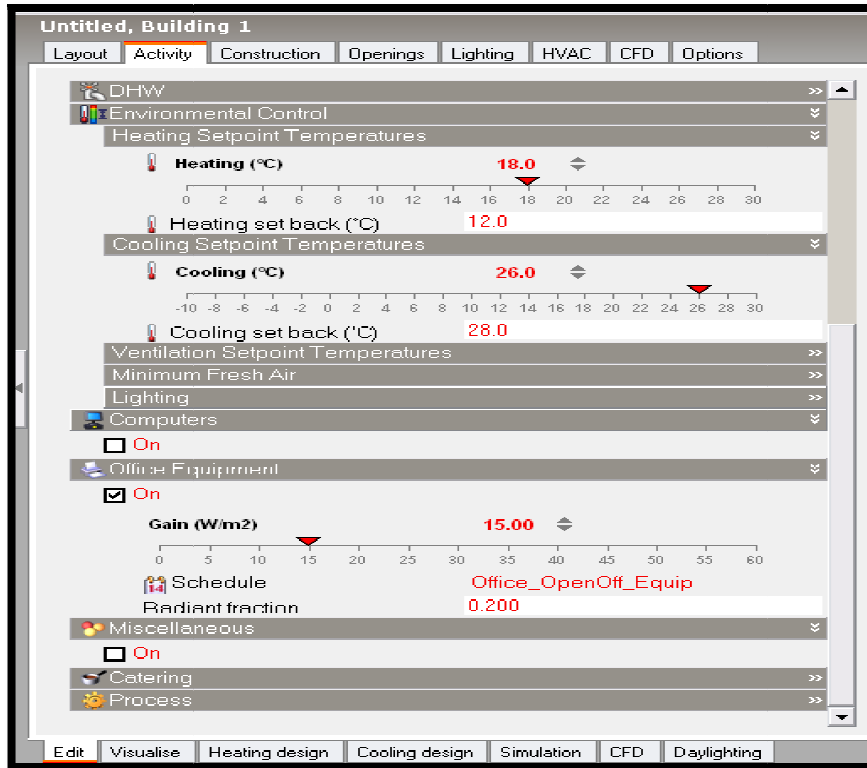 Untitled, Building 1
Layout Activity Construction Openings Lighting HVAC CFD Options
DHW >>
Environmental Control
Heating Setpoint Temperatures
Heating (°C) 18.0
0 2 4 6 8 10 12 14 16 18 20 22 24 26 28 30
Heating set back (°C) 12.0
Cooling Setpoint Temperatures
Cooling (°C) 26.0
-10 -8 -6 -4 -2 0 2 4 6 8 10 12 14 16 18 20 22 24 26 28 30
Cooling set back (°C) 28.0
Ventilation Setpoint Temperatures >>
Minimum Fresh Air >>
Lighting >>
Computers
On
Office Equipment
On
Gain (W/m2) 15.00
0 5 10 15 20 25 30 35 40 45 50 55 60
14 Schedule Office_OpenOff_Equip
Radiant fraction 0.200
Miscellaneous
On
Catering >>
Process >>
Edit Visualise Heating design Cooling design Simulation CFD Daylighting